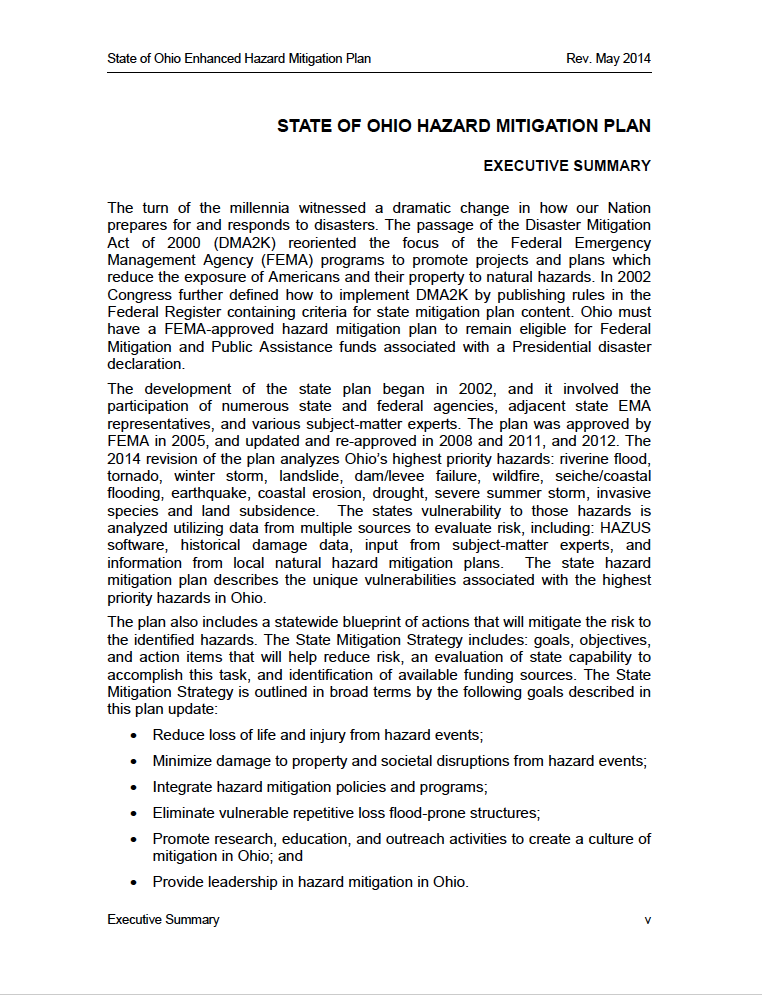 State of Ohio Enhanced Hazard Mitigation Plan Rev. May 2014
STATE OF OHIO HAZARD MITIGATION PLAN
EXECUTIVE SUMMARY
The turn of the millennia witnessed a dramatic change in how our Nation
prepares for and responds to disasters. The passage of the Disaster Mitigation
Act of 2000 (DMA2K) reoriented the focus of the Federal Emergency
Management Agency (FEMA) programs to promote projects and plans which
reduce the exposure of Americans and their property to natural hazards. In 2002
Congress further defined how to implement DMA2K by publishing rules in the
Federal Register containing criteria for state mitigation plan content. Ohio must
have a FEMA-approved hazard mitigation plan to remain eligible for Federal
Mitigation and Public Assistance funds associated with a Presidential disaster
declaration.
The development of the state plan began in 2002, and it involved the
participation of numerous state and federal agencies, adjacent state EMA
representatives, and various subject-matter experts. The plan was approved by
FEMA in 2005, and updated and re-approved in 2008 and 2011, and 2012. The
2014 revision of the plan analyzes Ohio's highest priority hazards: riverine flood,
tornado, winter storm, landslide, dam/levee failure, wildfire, seiche/coastal
flooding, earthquake, coastal erosion, drought, severe summer storm, invasive
species and land subsidence. The states vulnerability to those hazards is
analyzed utilizing data from multiple sources to evaluate risk, including: HAZUS
software, historical damage data, input from subject-matter experts, and
information from local natural hazard mitigation plans. The state hazard
mitigation plan describes the unique vulnerabilities associated with the highest
priority hazards in Ohio.
The plan also includes a statewide blueprint of actions that will mitigate the risk to
the identified hazards. The State Mitigation Strategy includes: goals, objectives,
and action items that will help reduce risk, an evaluation of state capability to
accomplish this task, and identification of available funding sources. The State
Mitigation Strategy is outlined in broad terms by the following goals described in
this plan update:
• Reduce loss of life and injury from hazard events;
• Minimize damage to property and societal disruptions from hazard events;
• Integrate hazard mitigation policies and programs;
• Eliminate vulnerable repetitive loss flood-prone structures;
• Promote research, education, and outreach activities to create a culture of
mitigation in Ohio; and
• Provide leadership in hazard mitigation in Ohio.
Executive Summary v